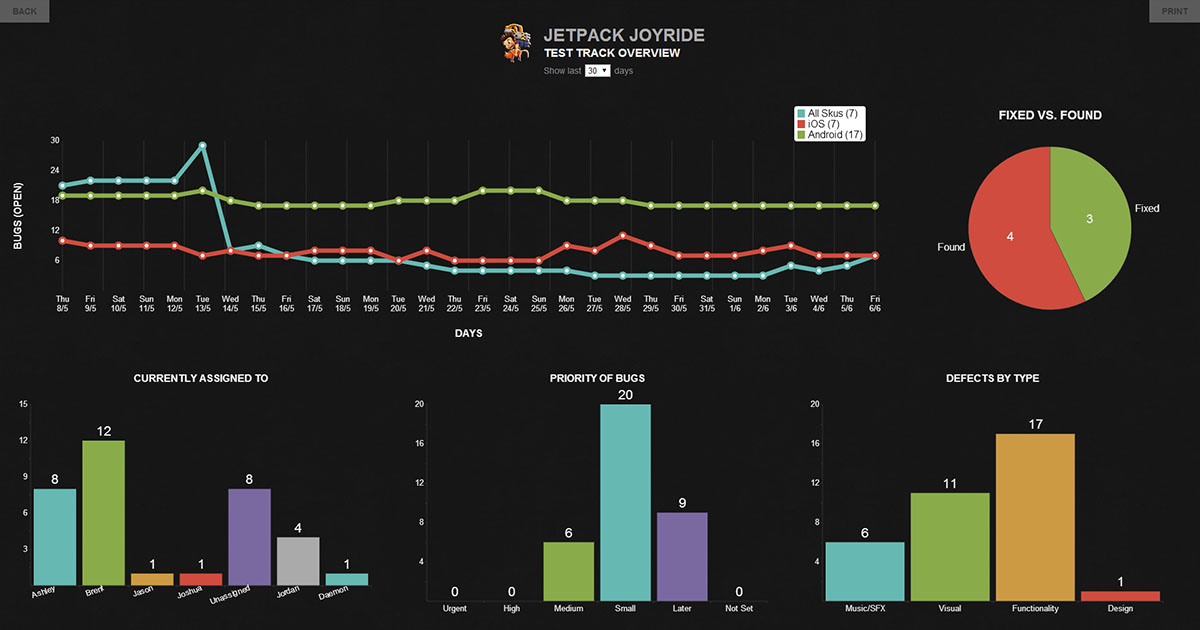 BACK
PRINT
JETPACK JOYRIDE
TEST TRACK OVERVIEW
Show last 30 ▼ days
All Skus (7)
iOS (7)
Android (17)
BUGS (OPEN)
30
24
18
12
6
Thu Fri Sat Sun Mon Tue Wed Thu Fri Sat Sun Mon Tue Wed Thu Fri Sat Sun Mon Tue Wed Thu Fri Sat Sun Mon Tue Wed Thu Fri
8/5 9/5 10/5 11/5 12/5 13/5 14/5 15/5 16/5 17/5 18/5 19/5 20/5 21/5 22/5 23/5 24/5 25/5 26/5 27/5 28/5 29/5 30/5 31/5 1/6 2/6 3/6 4/6 5/6 6/6
DAYS
FIXED VS. FOUND
Fixed
3
4
Found
CURRENTLY ASSIGNED TO
15
12
9
6
3
8 12 1 1 8 4 1
Ashley Brent Jason Joshua Unassigned Jordan Daemon
PRIORITY OF BUGS
20
16
12
8
4
0 0 6 20 9 0
Urgent High Medium Small Later Not Set
DEFECTS BY TYPE
20
16
12
8
4
6 11 17 1
Music/SFX Visual Functionality Design